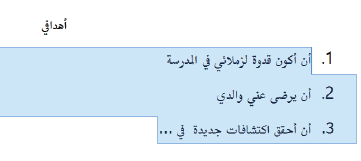 أهدافي
1. أن أكون قدوة لزملائي في المدرسة
2. أن يرضى عني والدي
3. أن أحقق اكتشافات جديدة في ...